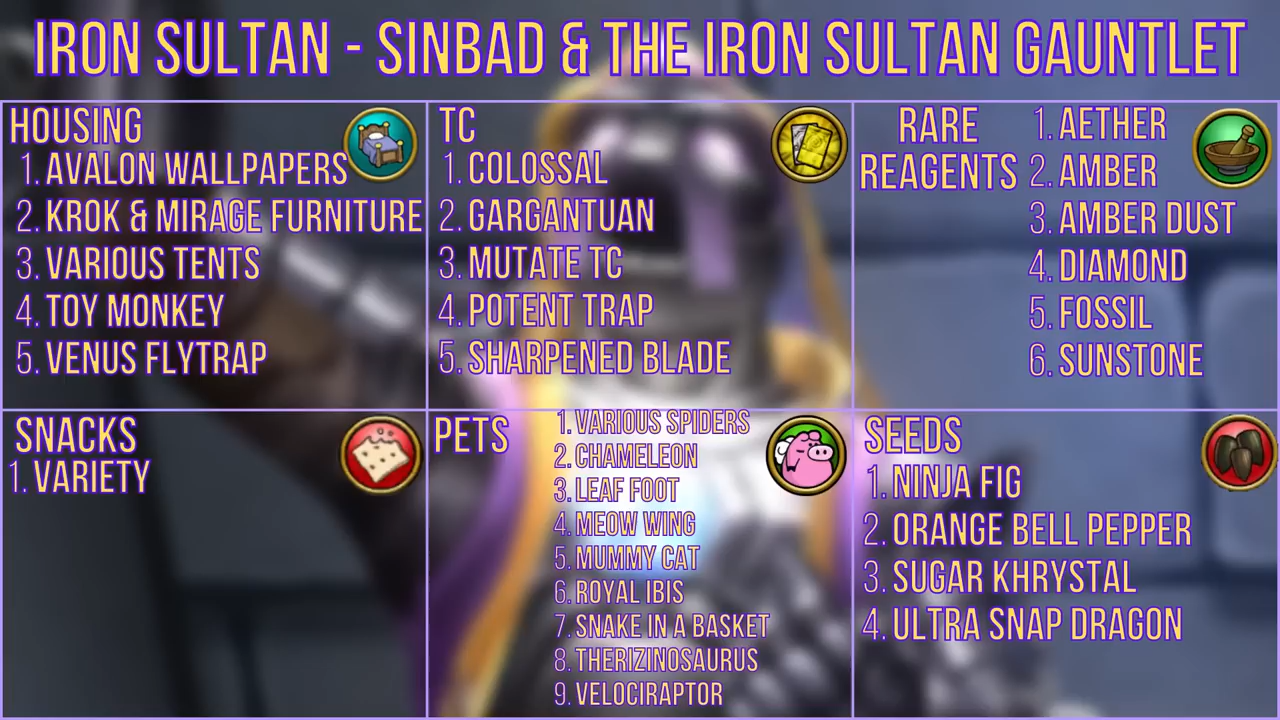 IRON SULTAN - SINBAD & THE IRON SULTAN GAUNTLET
HOUSING
1. AVALON WALLPAPERS
2. KROK & MIRAGE FURNITURE
3. VARIOUS TENTS
4. TOY MONKEY
5. VENUS FLYTRAP
TC
1. COLOSSAL
2. GARGANTUAN
3. MUTATE TC
4. POTENT TRAP
5. SHARPENED BLADE
RARE
REAGENTS
1. AETHER
2. AMBER
3. AMBER DUST
4. DIAMOND
5. FOSSIL
6. SUNSTONE
SNACKS
1. VARIETY
PETS
1. VARIOUS SPIDERS
2. CHAMELEON
3. LEAF FOOT
4. MEOW WING
5. MUMMY CAT
6. ROYAL IBIS
7. SNAKE IN A BASKET
8. THERIZINOSAURUS
9. VELOCIRAPTOR
SEEDS
1. NINJA FIG
2. ORANGE BELL PEPPER
3. SUGAR KHRYSTAL
4. ULTRA SNAP DRAGON